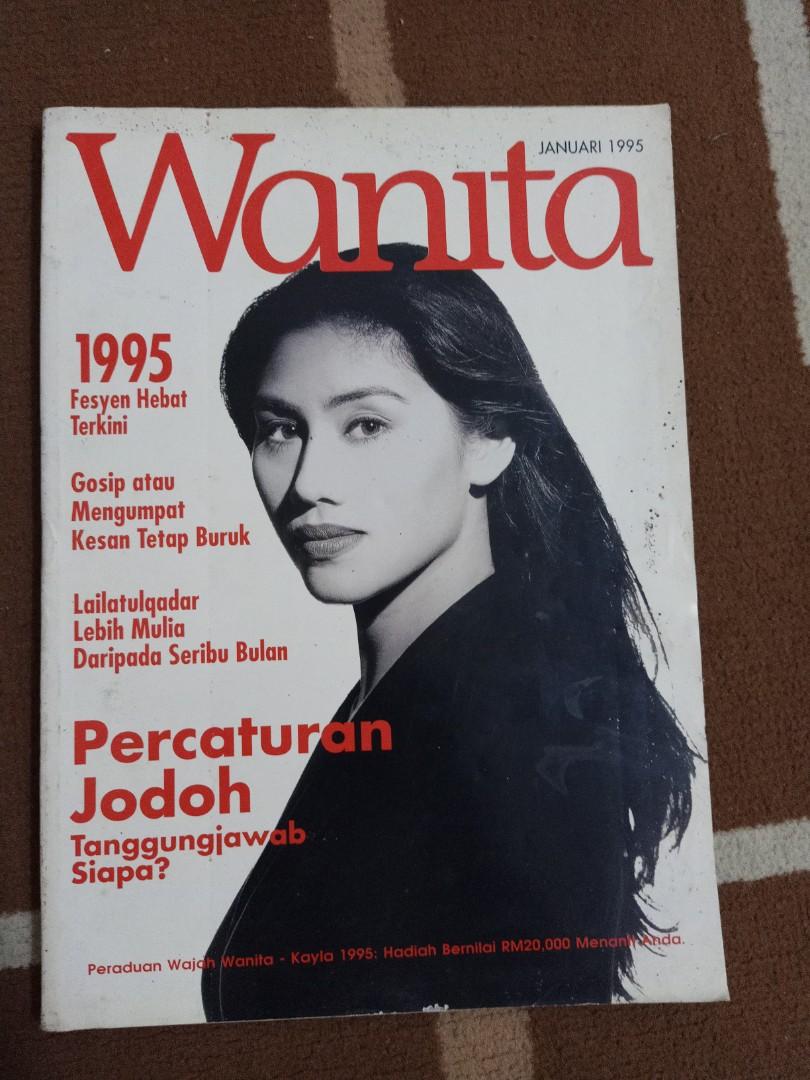 Wanita
JANUARI 1995
1995
Fesyen Hebat
Terkini
Gosip atau
Mengumpat
Kesan Tetap Buruk
Lailatulqadar
Lebih Mulia
Daripada Seribu Bulan
Percaturan
Jodoh
Tanggungjawab
Siapa?
Peraduan Wajah Wanita - Kayla 1995: Hadiah Bernilai RM20,000 Menanti Anda.